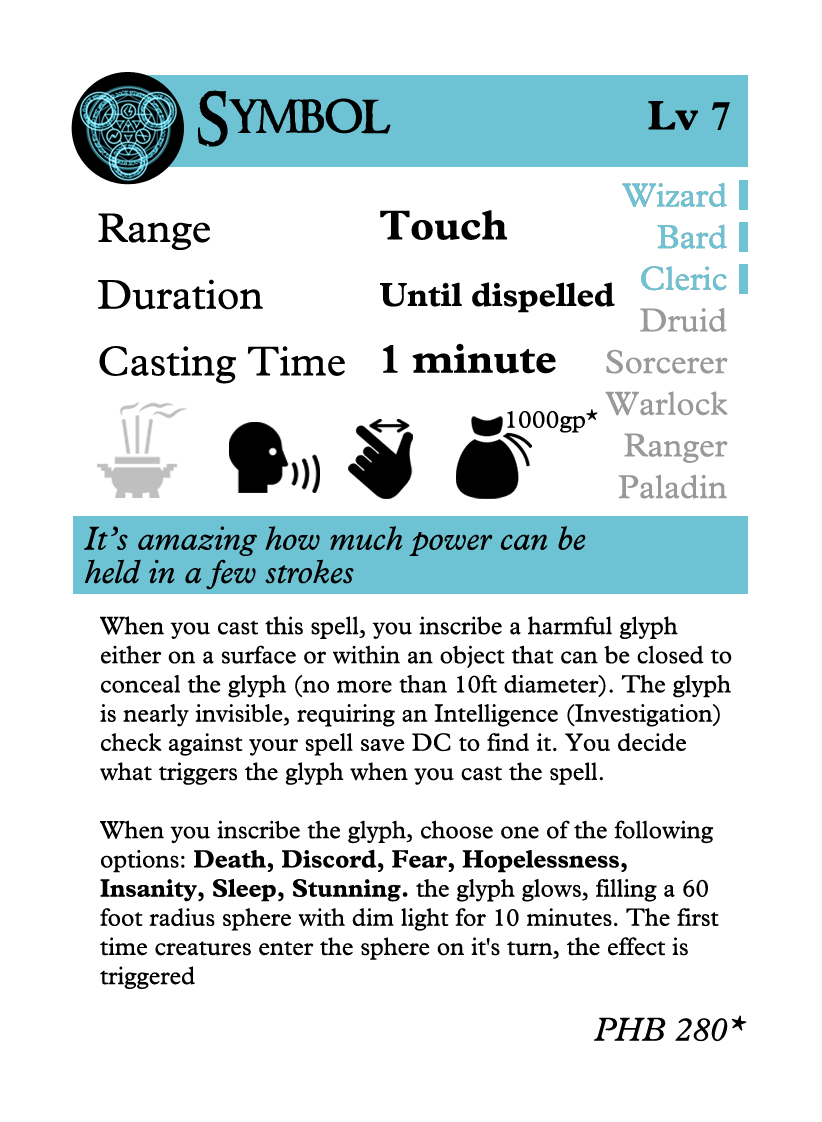 Symbol
Lv 7
Range Touch
Duration Until dispelled
Casting Time 1 minute
Wizard
Bard
Cleric
Druid
Sorcerer
Warlock
Ranger
Paladin
1000gp*
It's amazing how much power can be
held in a few strokes
When you cast this spell, you inscribe a harmful glyph
either on a surface or within an object that can be closed to
conceal the glyph (no more than 10ft diameter). The glyph
is nearly invisible, requiring an Intelligence (Investigation)
check against your spell save DC to find it. You decide
what triggers the glyph when you cast the spell.
When you inscribe the glyph, choose one of the following
options: Death, Discord, Fear, Hopelessness,
Insanity, Sleep, Stunning. the glyph glows, filling a 60
foot radius sphere with dim light for 10 minutes. The first
time creatures enter the sphere on it's turn, the effect is
triggered
PHB 280*